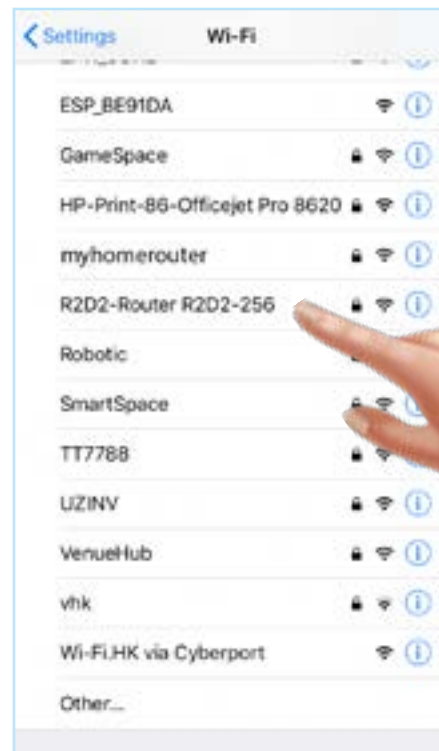 Settings
Wi-Fi
ESP_BE91DA
GameSpace
HP-Print-86-Officejet Pro 8620
myhomerouter
R2D2-Router R2D2-256
Robotic
SmartSpace
TT7788
UZINV
VenueHub
vhk
Wi-Fi.HK via Cyberport
Other...